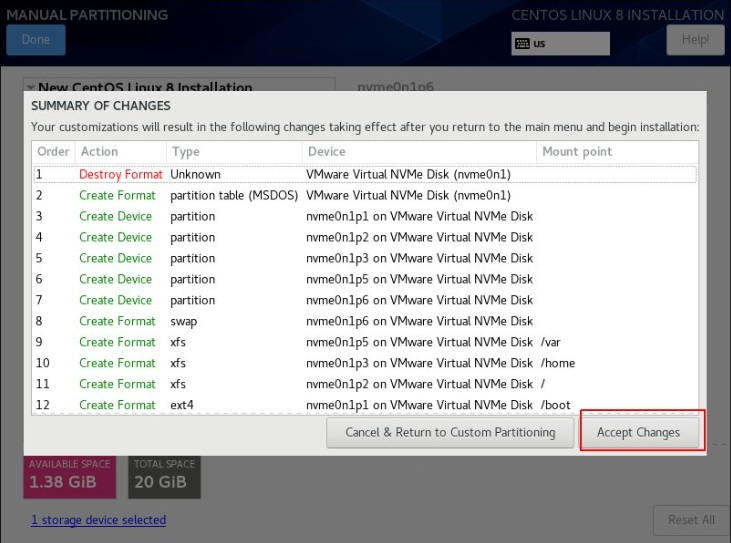 MANUAL PARTITIONING
CENTOS LINUX 8 INSTALLATION
Done
us
Help!
New CentOS Linux 8 Installation
nvme0n1p6
SUMMARY OF CHANGES
Your customizations will result in the following changes taking effect after you return to the main menu and begin installation:
Order Action Type Device Mount point
1 Destroy Format Unknown VMware Virtual NVMe Disk (nvme0n1)
2 Create Format partition table (MSDOS) VMware Virtual NVMe Disk (nvme0n1)
3 Create Device partition nvme0n1p1 on VMware Virtual NVMe Disk
4 Create Device partition nvme0n1p2 on VMware Virtual NVMe Disk
5 Create Device partition nvme0n1p3 on VMware Virtual NVMe Disk
6 Create Device partition nvme0n1p5 on VMware Virtual NVMe Disk
7 Create Device partition nvme0n1p6 on VMware Virtual NVMe Disk
8 Create Format swap nvme0n1p6 on VMware Virtual NVMe Disk
9 Create Format xfs nvme0n1p5 on VMware Virtual NVMe Disk /var
10 Create Format xfs nvme0n1p3 on VMware Virtual NVMe Disk /home
11 Create Format xfs nvme0n1p2 on VMware Virtual NVMe Disk /
12 Create Format ext4 nvme0n1p1 on VMware Virtual NVMe Disk /boot
Cancel & Return to Custom Partitioning
Accept Changes
AVAILABLE SPACE
1.38 GiB
TOTAL SPACE
20 GiB
1 storage device selected
Reset All